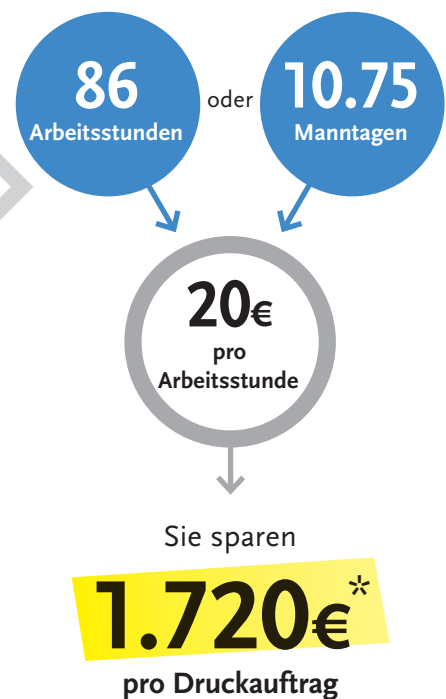 86
Arbeitsstunden
oder
10.75
Manntagen
20€
pro
Arbeitsstunde
Sie sparen
1.720€*
pro Druckauftrag